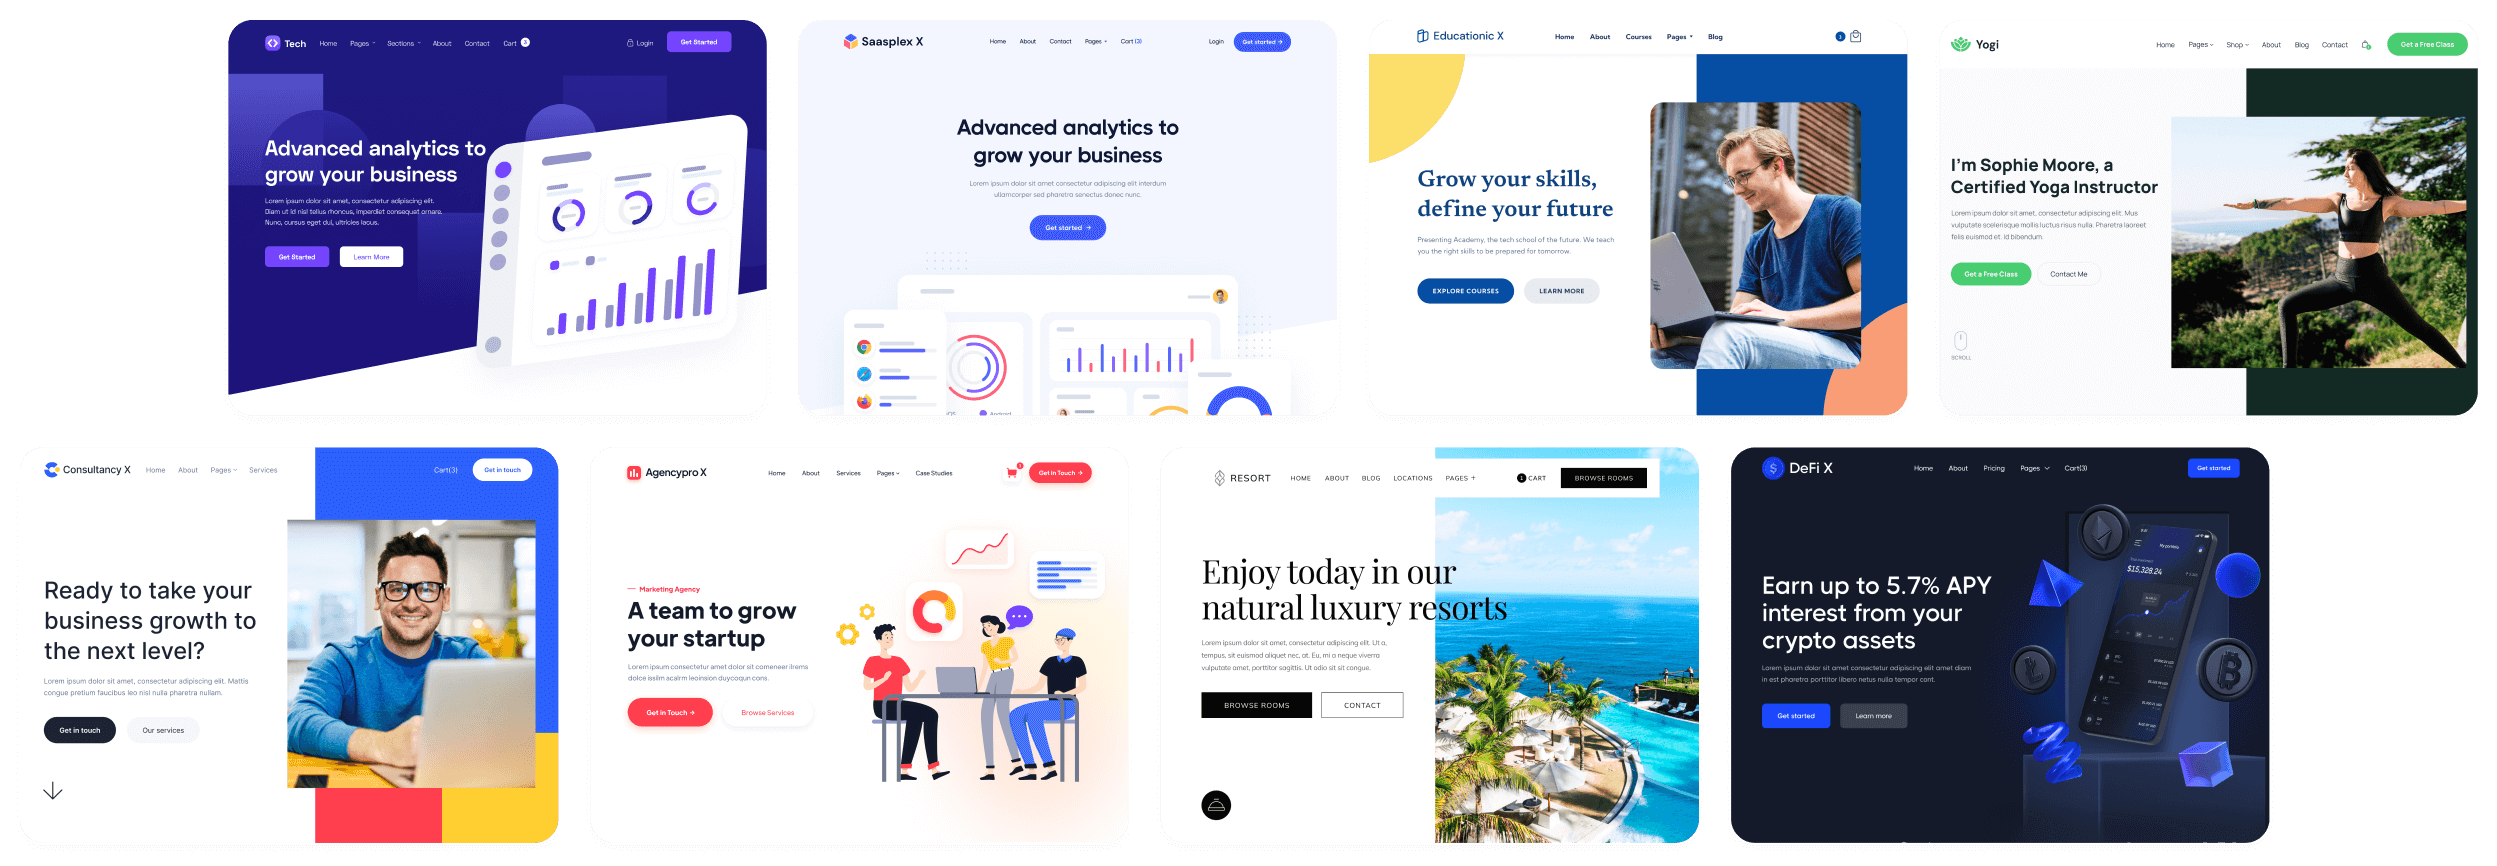 Tech
Home Pages Sections About Contact Cart 3
Login
Get Started
Advanced analytics to
grow your business
Lorem ipsum dolor sit amet, consectetur adipiscing elit.
Diam ut id nisl tellus rhoncus, imperdiet consequat ornare.
Nunc, cursus eget dui, ultricies lacus.
Get Started
Learn More
Saasplex X
Home About Contact Pages Cart (3)
Login
Get started →
Advanced analytics to
grow your business
Lorem ipsum dolor sit amet consectetur adipiscing elit interdum
ullamcorper sed pharetra senectus donec nunc.
Get started →
Android
Educationic X
Home About Courses Pages Blog
1
Grow your skills,
define your future
Presenting Academy, the tech school of the future. We teach
you the right skills to be prepared for tomorrow.
EXPLORE COURSES
LEARN MORE
Yogi
Home Pages Shop About Blog Contact
Get a Free Class
I'm Sophie Moore, a
Certified Yoga Instructor
Lorem ipsum dolor sit amet, consectetur adipiscing elit. Mus
vulputate scelerisque mollis luctus risus nulla. Pharetra laoreet
felis euismod et. Id bibendum.
Get a Free Class
Contact Me
SCROLL
Consultancy X
Home About Pages Services
Cart(3)
Get in touch
Ready to take your
business growth to
the next level?
Lorem ipsum dolor sit amet, consectetur adipiscing elit. Mattis
congue pretium faucibus leo nisl nulla pharetra nullam.
Get in touch
Our services
Agencypro X
Home About Services Pages Case Studies
Get in Touch →
Marketing Agency
A team to grow
your startup
Lorem ipsum consectetur amet dolor sit comeneer ilrems
dolce issilm acalrm leoinsion duycoqun cons.
Get in Touch →
Browse Services
RESORT
HOME ABOUT BLOG LOCATIONS PAGES +
1 CART
BROWSE ROOMS
Enjoy today in our
natural luxury resorts
Lorem ipsum dolor sit amet, consectetur adipiscing elit. Ut a,
tempus, sit euismod aliquet nec, at. Eu, mi a neque viverra
vulputate amet, porttitor sagittis. Ut odio sit sit congue.
BROWSE ROOMS
CONTACT
DeFi X
Home About Pricing Pages Cart(3)
Get started
Earn up to 5.7% APY
interest from your
crypto assets
Lorem ipsum dolor sit amet consectetur adipiscing elit amet diam
in est pharetra porttitor libero netus nulla tempor cont.
Get started
Learn more
My portfolio
$15,328.24